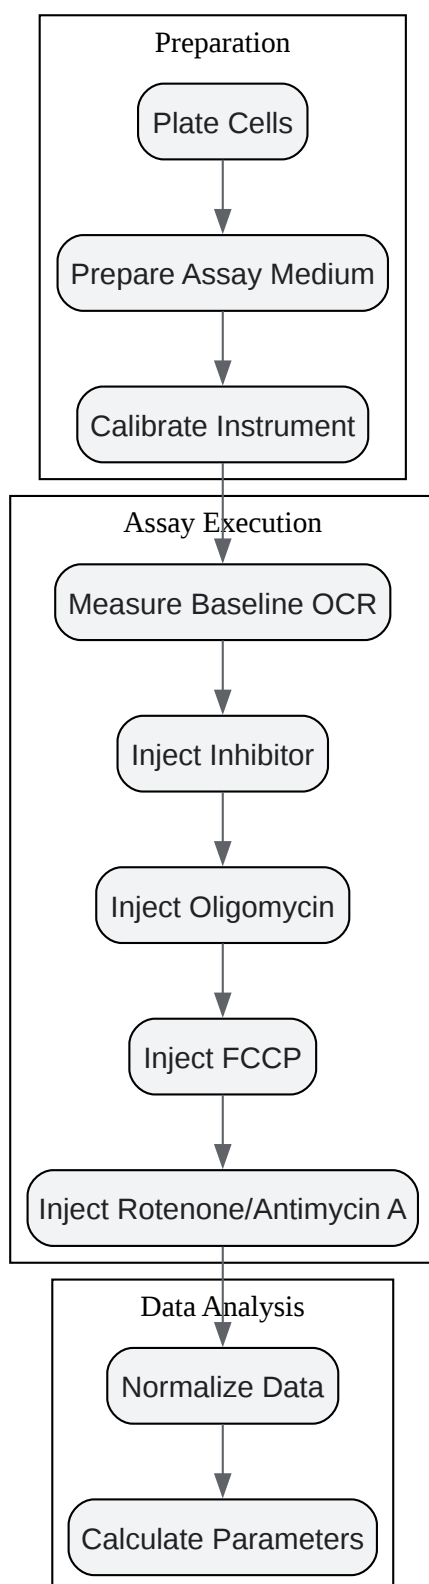 Preparation
Plate Cells
Prepare Assay Medium
Calibrate Instrument
Assay Execution
Measure Baseline OCR
Inject Inhibitor
Inject Oligomycin
Inject FCCP
Inject Rotenone/Antimycin A
Data Analysis
Normalize Data
Calculate Parameters